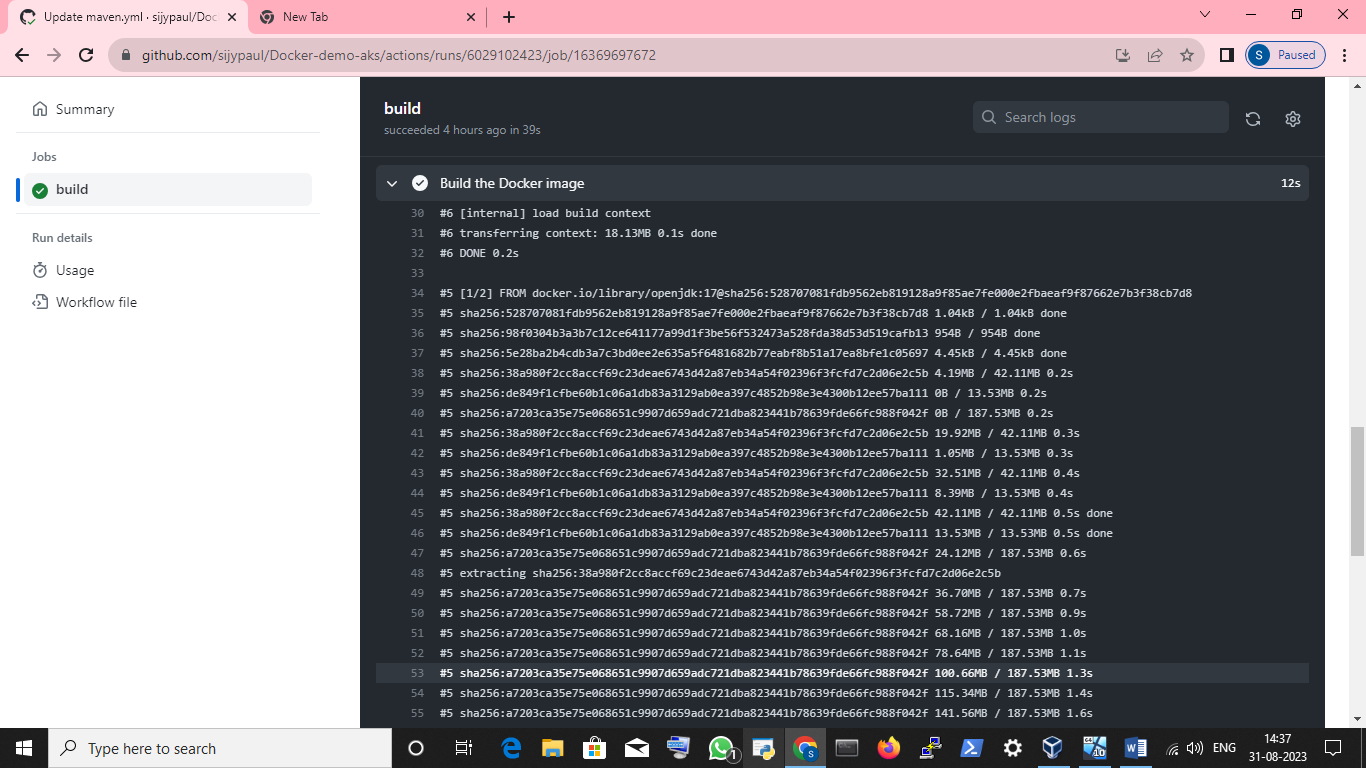 Update maven.yml · sijypaul/Doc
New Tab
github.com/sijypaul/Docker-demo-aks/actions/runs/6029102423/job/16369697672
S Paused
Summary
Jobs
build
Run details
Usage
Workflow file
build
succeeded 4 hours ago in 39s
Search logs
Build the Docker image 12s
30 #6 [internal] load build context
31 #6 transferring context: 18.13MB 0.1s done
32 #6 DONE 0.2s
33
34 #5 [1/2] FROM docker.io/library/openjdk:17@sha256:528707081fdb9562eb819128a9f85ae7fe000e2fbaeaf9f87662e7b3f38cb7d8
35 #5 sha256:528707081fdb9562eb819128a9f85ae7fe000e2fbaeaf9f87662e7b3f38cb7d8 1.04kB / 1.04kB done
36 #5 sha256:98f0304b3a3b7c12ce641177a99d1f3be56f532473a528fda38d53d519cafb13 954B / 954B done
37 #5 sha256:5e28ba2b4cdb3a7c3bd0ee2e635a5f6481682b77eabf8b51a17ea8bfe1c05697 4.45kB / 4.45kB done
38 #5 sha256:38a980f2cc8accf69c23deae6743d42a87eb34a54f02396f3fcfd7c2d06e2c5b 4.19MB / 42.11MB 0.2s
39 #5 sha256:de849f1cfbe60b1c06a1db83a3129ab0ea397c4852b98e3e4300b12ee57ba111 0B / 13.53MB 0.2s
40 #5 sha256:a7203ca35e75e068651c9907d659adc721dba823441b78639fde66fc988f042f 0B / 187.53MB 0.2s
41 #5 sha256:38a980f2cc8accf69c23deae6743d42a87eb34a54f02396f3fcfd7c2d06e2c5b 19.92MB / 42.11MB 0.3s
42 #5 sha256:de849f1cfbe60b1c06a1db83a3129ab0ea397c4852b98e3e4300b12ee57ba111 1.05MB / 13.53MB 0.3s
43 #5 sha256:38a980f2cc8accf69c23deae6743d42a87eb34a54f02396f3fcfd7c2d06e2c5b 32.51MB / 42.11MB 0.4s
44 #5 sha256:de849f1cfbe60b1c06a1db83a3129ab0ea397c4852b98e3e4300b12ee57ba111 8.39MB / 13.53MB 0.4s
45 #5 sha256:38a980f2cc8accf69c23deae6743d42a87eb34a54f02396f3fcfd7c2d06e2c5b 42.11MB / 42.11MB 0.5s done
46 #5 sha256:de849f1cfbe60b1c06a1db83a3129ab0ea397c4852b98e3e4300b12ee57ba111 13.53MB / 13.53MB 0.5s done
47 #5 sha256:a7203ca35e75e068651c9907d659adc721dba823441b78639fde66fc988f042f 24.12MB / 187.53MB 0.6s
48 #5 extracting sha256:38a980f2cc8accf69c23deae6743d42a87eb34a54f02396f3fcfd7c2d06e2c5b
49 #5 sha256:a7203ca35e75e068651c9907d659adc721dba823441b78639fde66fc988f042f 36.70MB / 187.53MB 0.7s
50 #5 sha256:a7203ca35e75e068651c9907d659adc721dba823441b78639fde66fc988f042f 58.72MB / 187.53MB 0.9s
51 #5 sha256:a7203ca35e75e068651c9907d659adc721dba823441b78639fde66fc988f042f 68.16MB / 187.53MB 1.0s
52 #5 sha256:a7203ca35e75e068651c9907d659adc721dba823441b78639fde66fc988f042f 78.64MB / 187.53MB 1.1s
53 #5 sha256:a7203ca35e75e068651c9907d659adc721dba823441b78639fde66fc988f042f 100.66MB / 187.53MB 1.3s
54 #5 sha256:a7203ca35e75e068651c9907d659adc721dba823441b78639fde66fc988f042f 115.34MB / 187.53MB 1.4s
55 #5 sha256:a7203ca35e75e068651c9907d659adc721dba823441b78639fde66fc988f042f 141.56MB / 187.53MB 1.6s
Type here to search
1
S
10
ENG
14:37
31-08-2023